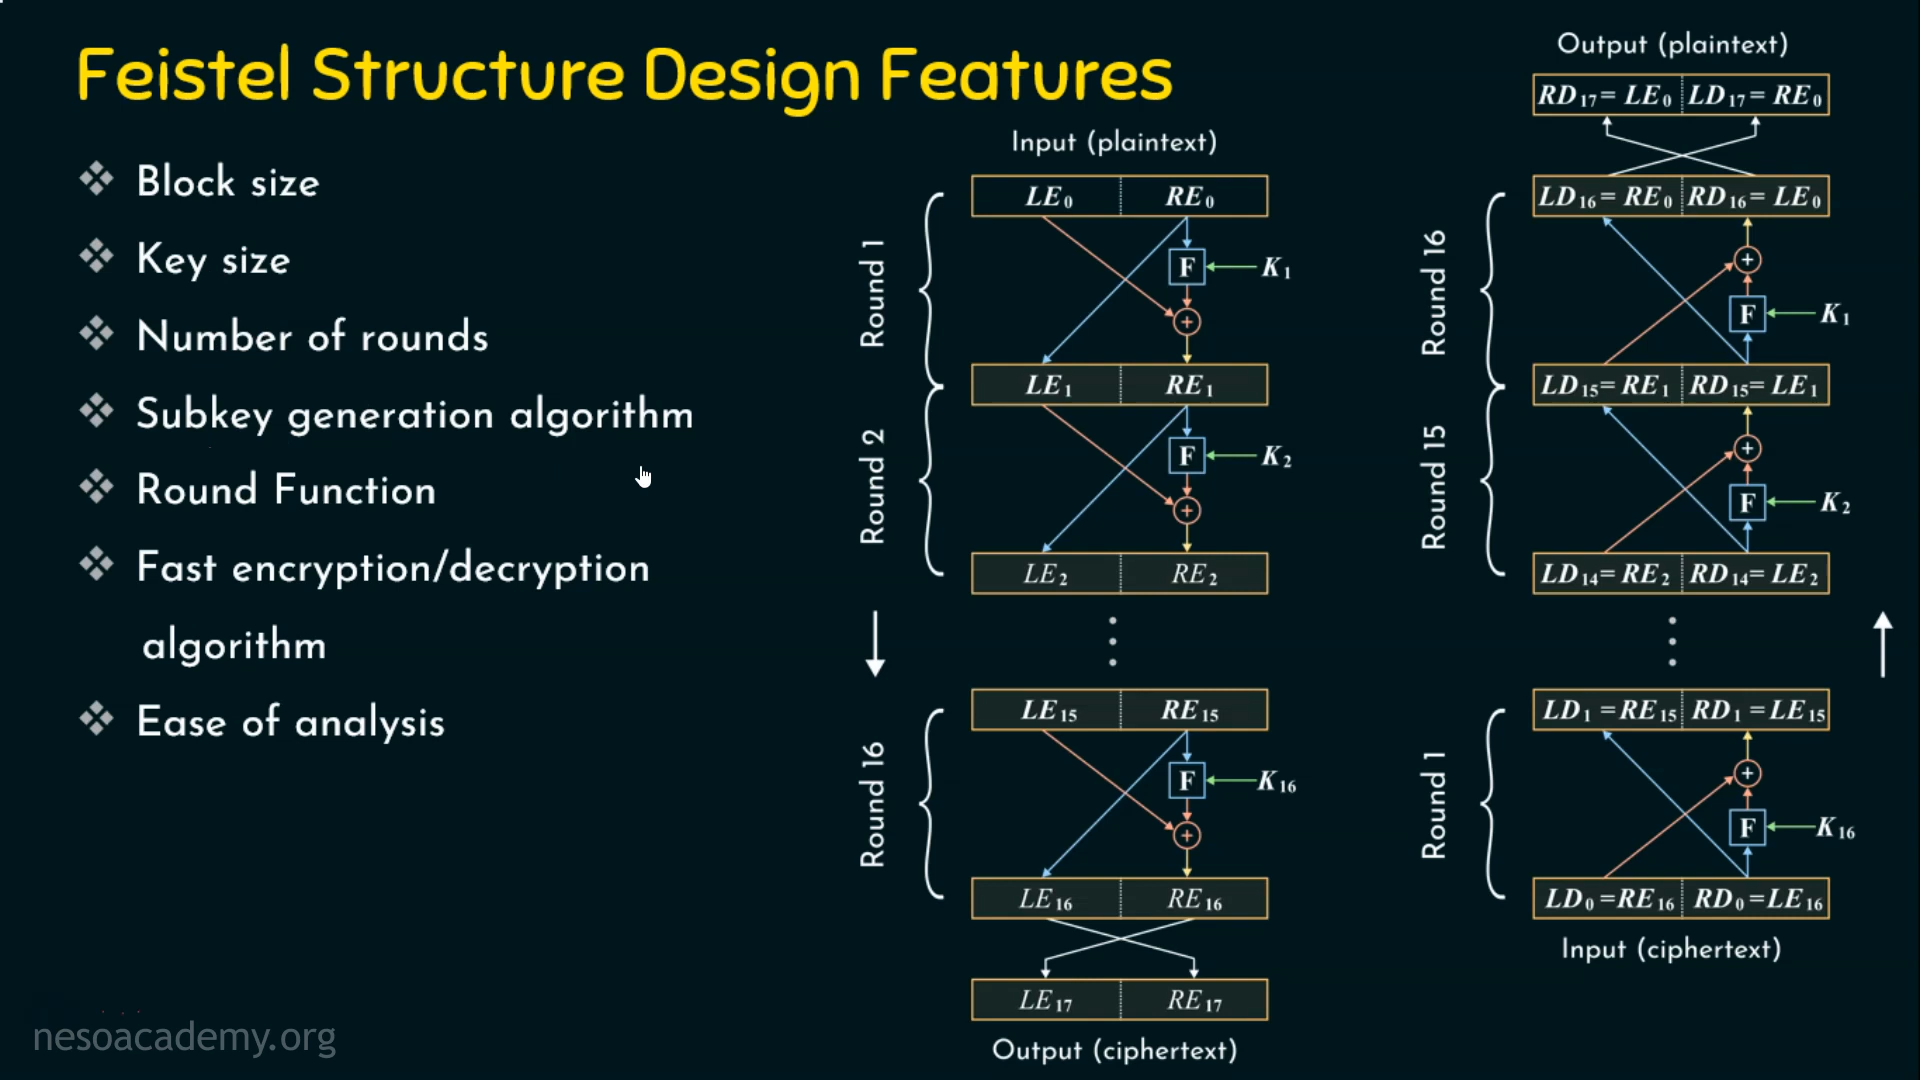 Feistel Structure Design Features
❖ Block size
❖ Key size
❖ Number of rounds
❖ Subkey generation algorithm
❖ Round Function
❖ Fast encryption/decryption
algorithm
❖ Ease of analysis
Input (plaintext)
LE₀ RE₀
Round 1
F K₁
+
LE₁ RE₁
Round 2
F K₂
+
LE₂ RE₂
LE₁₅ RE₁₅
Round 16
F K₁₆
+
LE₁₆ RE₁₆
LE₁₇ RE₁₇
Output (ciphertext)
Output (plaintext)
RD₁₇= LE₀ LD₁₇= RE₀
LD₁₆= RE₀ RD₁₆= LE₀
Round 16
+
F K₁
LD₁₅= RE₁ RD₁₅= LE₁
Round 15
+
F K₂
LD₁₄= RE₂ RD₁₄= LE₂
LD₁ =RE₁₅ RD₁ =LE₁₅
Round 1
+
F K₁₆
LD₀ =RE₁₆ RD₀ =LE₁₆
Input (ciphertext)
nesoacademy.org